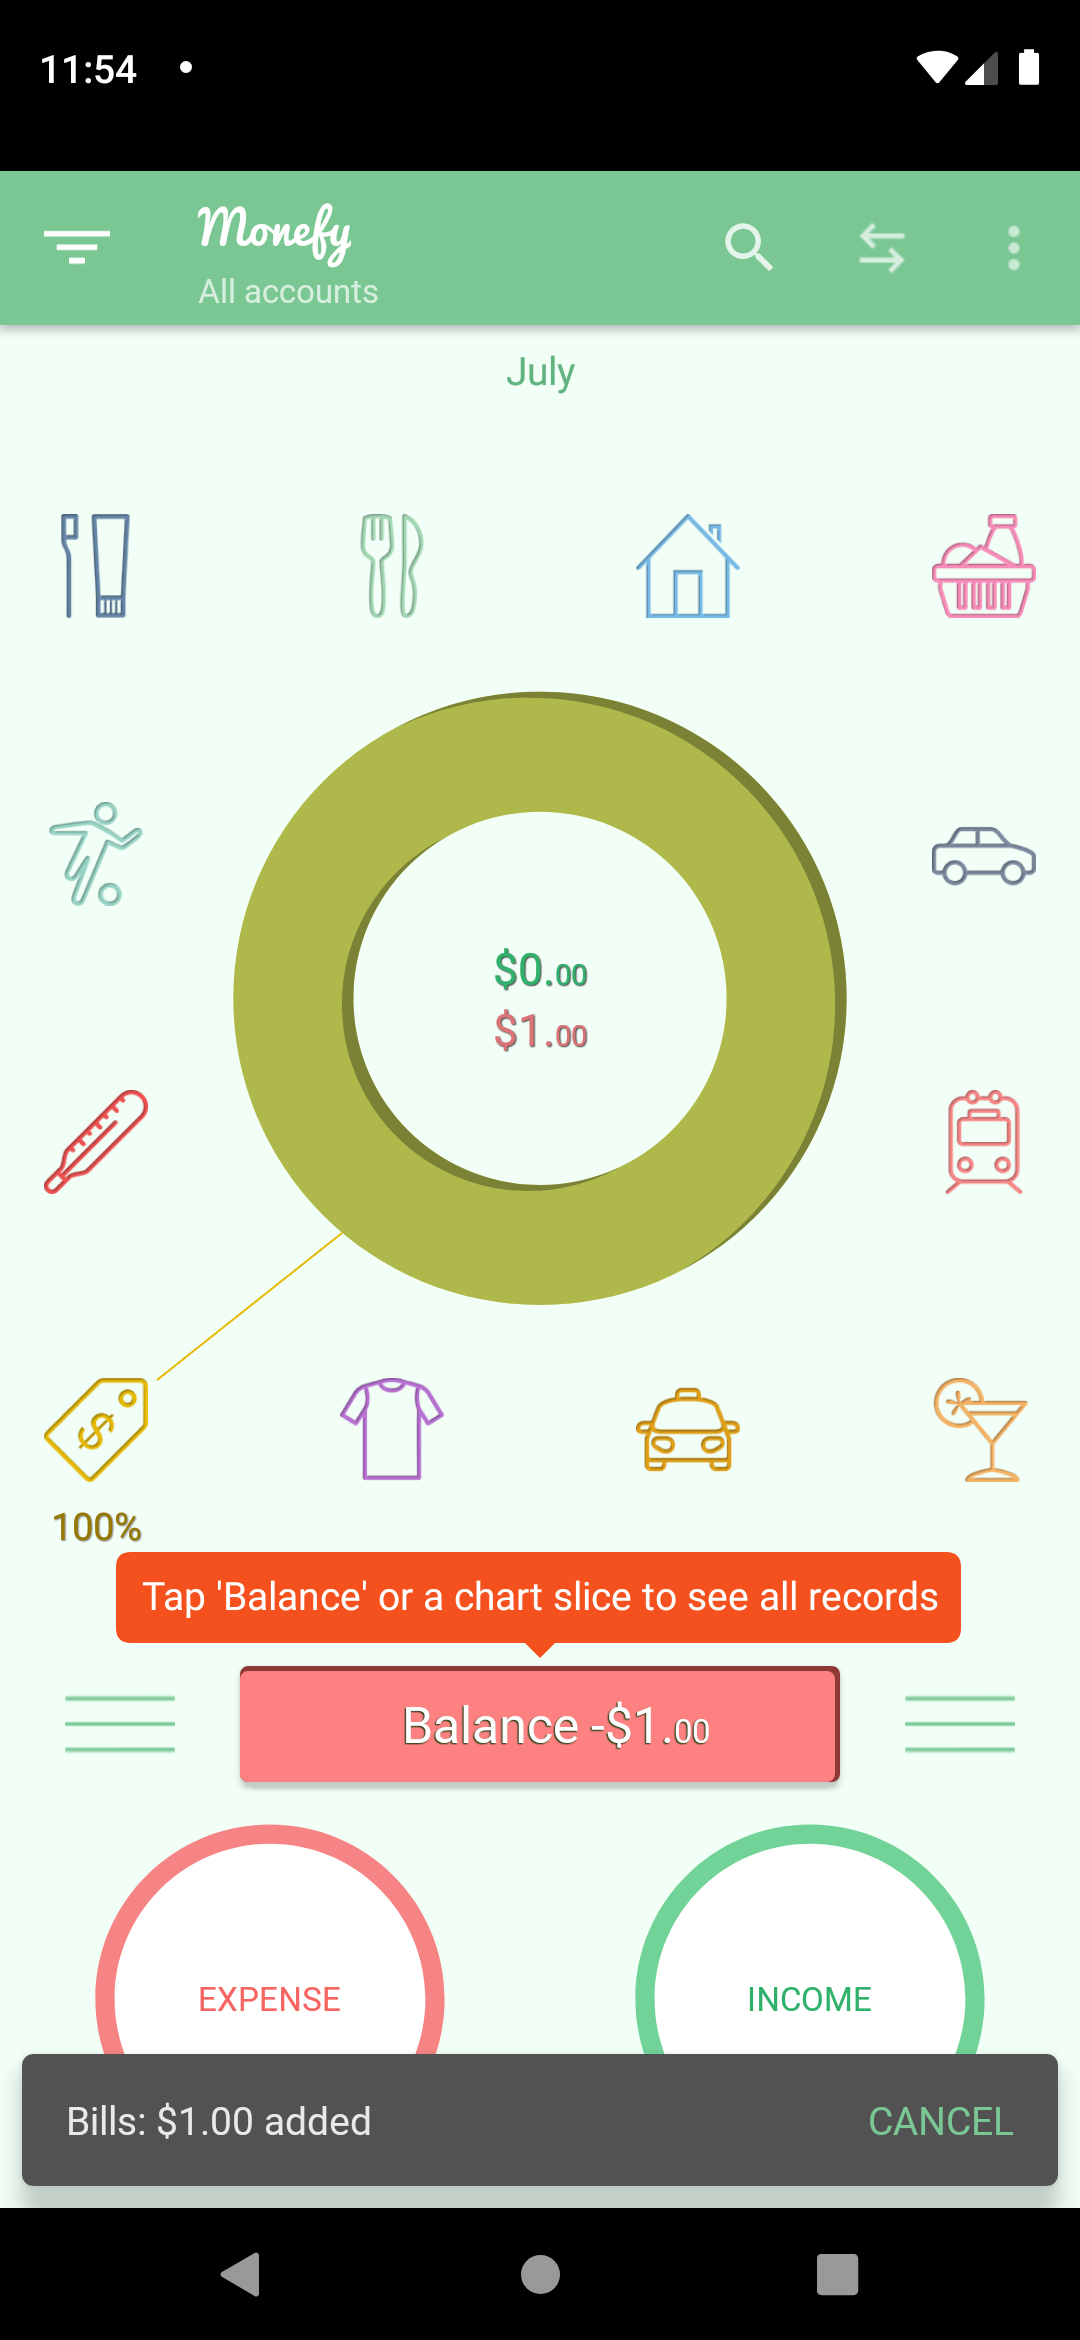 11:54
Monefy
All accounts
July
$0.00
$1.00
100%
Tap 'Balance' or a chart slice to see all records
Balance -$1.00
EXPENSE
INCOME
Bills: $1.00 added
CANCEL